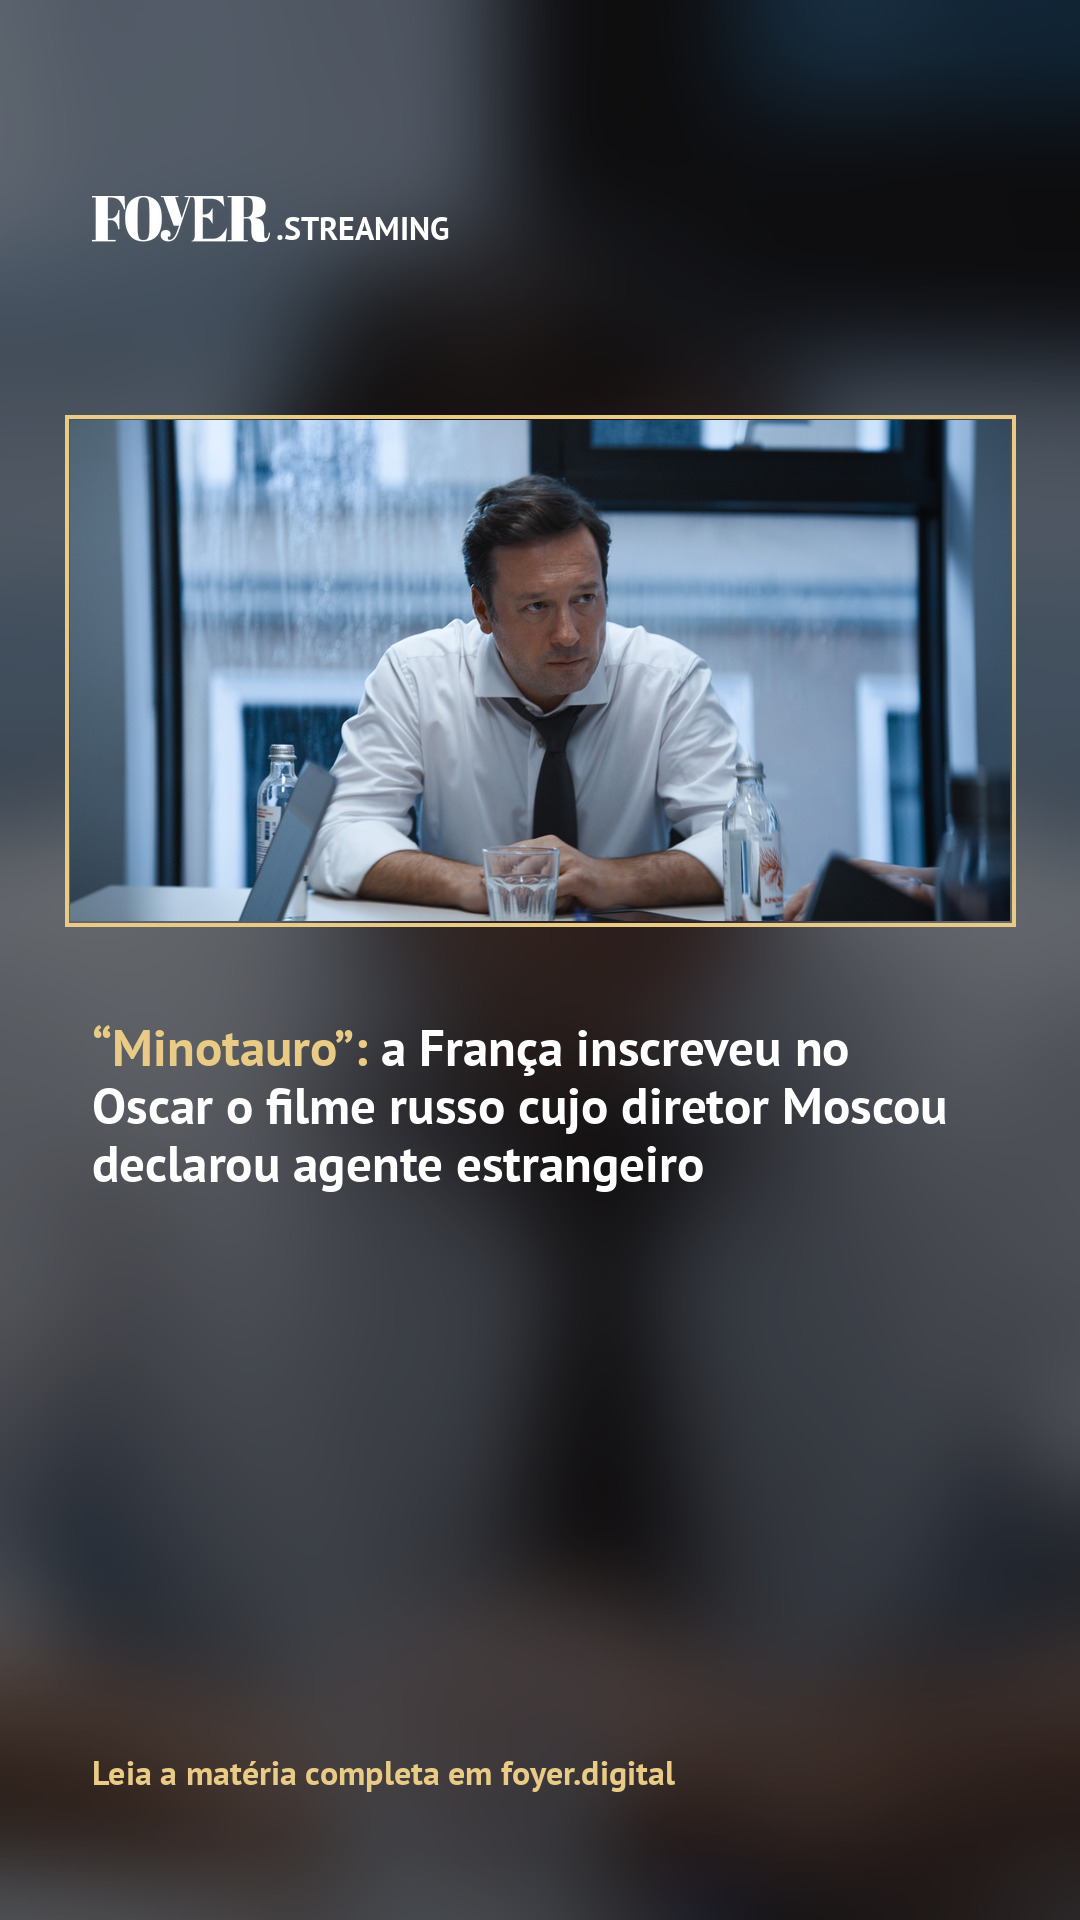 FOYER.STREAMING
“Minotauro”: a França inscreveu no
Oscar o filme russo cujo diretor Moscou
declarou agente estrangeiro
Leia a matéria completa em foyer.digital